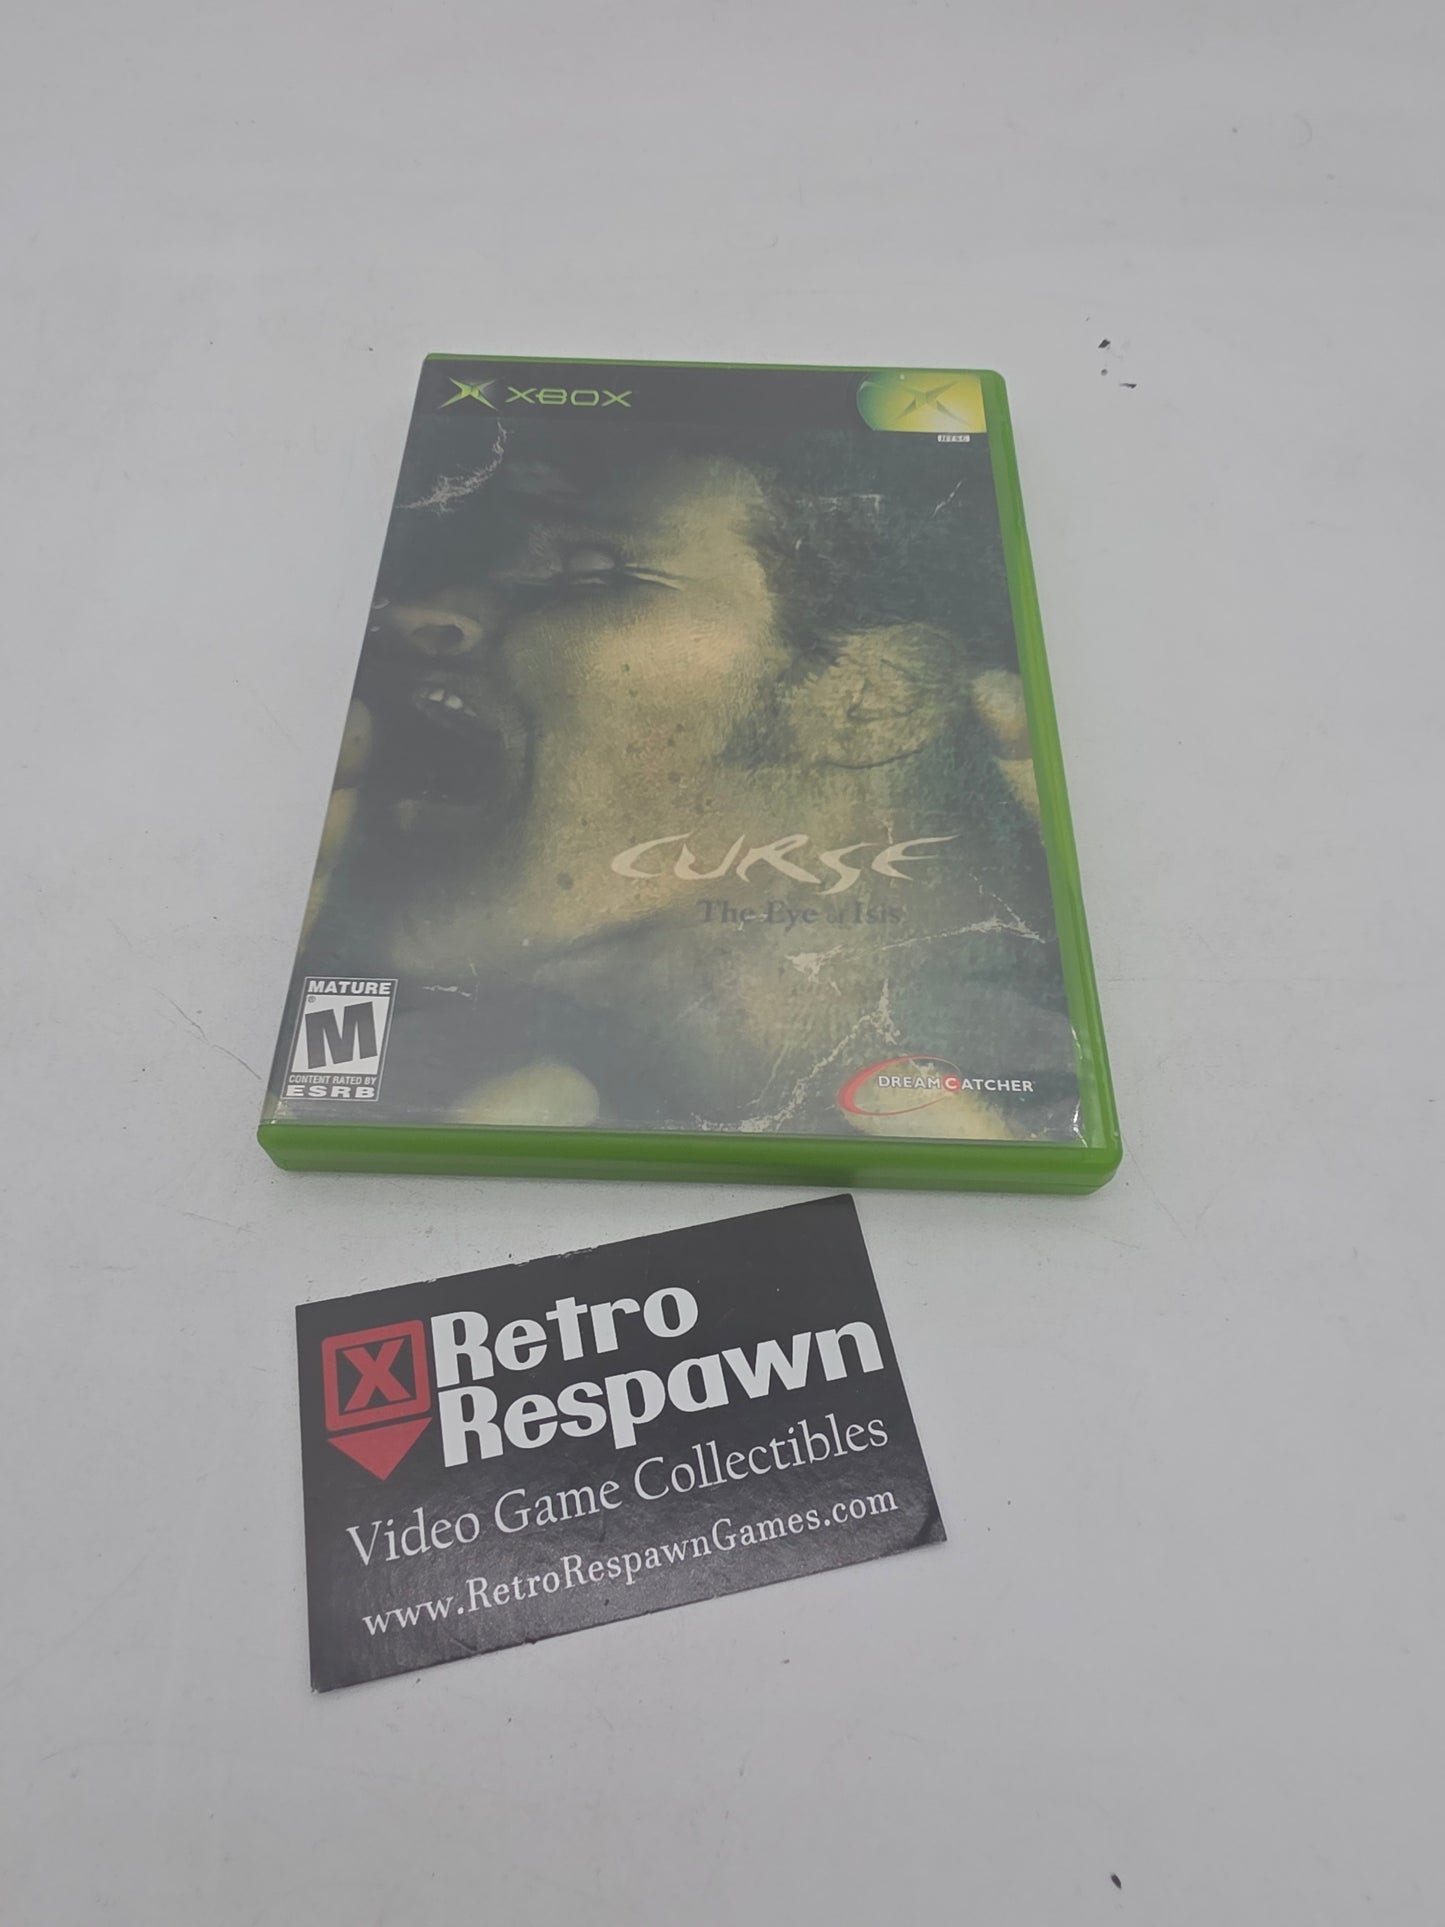 XBOX
NTSC
CURSE
The Eye of Isis
MATURE
®
M
CONTENT RATED BY
ESRB
DREAMCATCHER
X Retro
Respawn
Video Game Collectibles
www.RetroRespawnGames.com